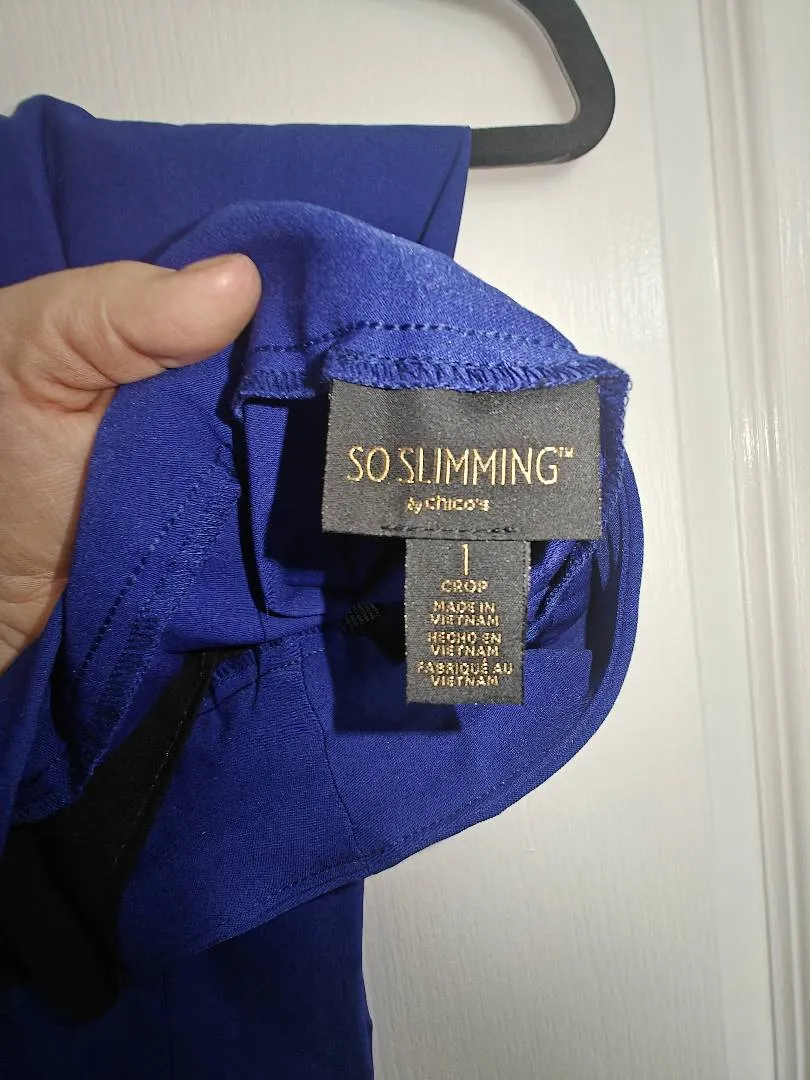 SO SLIMMING™
by chico's
1
CROP
MADE IN
VIETNAM
HECHO EN
VIETNAM
FABRIQUÉ AU
VIETNAM